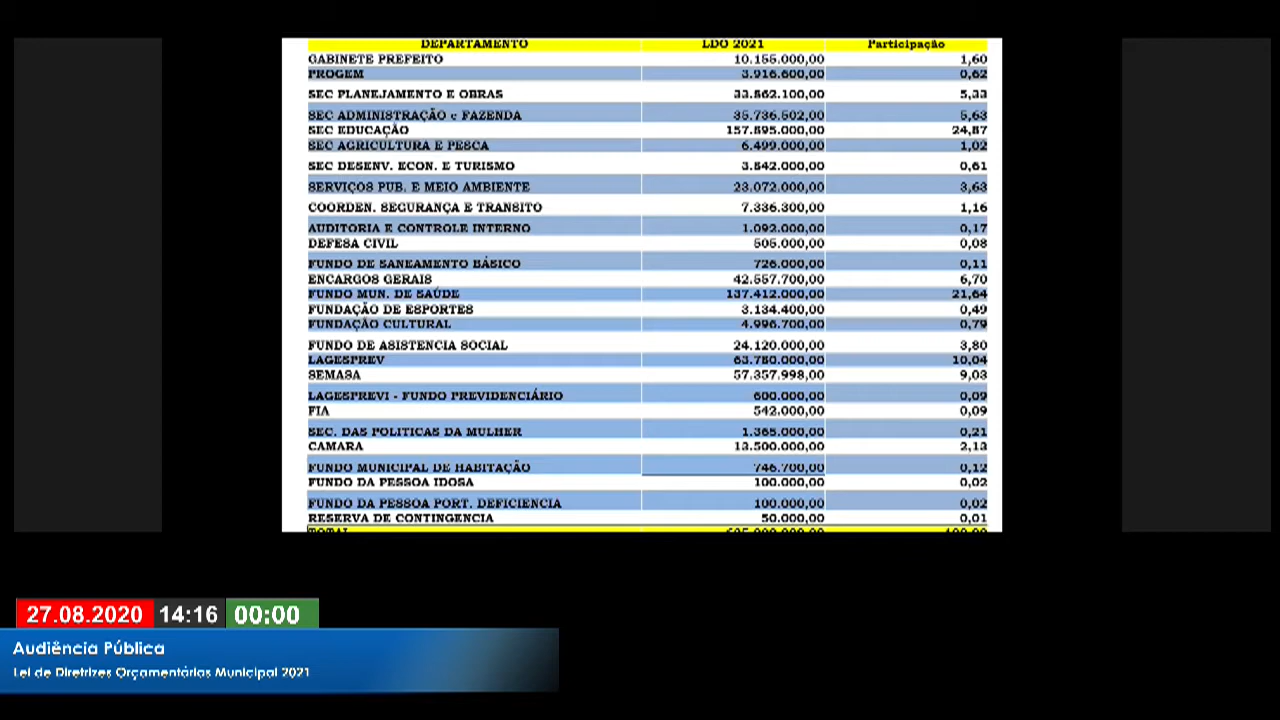 DEPARTAMENTO LDO 2021 Participação
GABINETE PREFEITO 10.155.000,00 1,60
PROGEM 3.916.600,00 0,62
SEC PLANEJAMENTO E OBRAS 33.862.100,00 5,33
SEC ADMINISTRAÇÃO e FAZENDA 35.736.502,00 5,63
SEC EDUCAÇÃO 157.895.000,00 24,87
SEC AGRICULTURA E PESCA 6.499.000,00 1,02
SEC DESENV. ECON. E TURISMO 3.842.000,00 0,61
SERVIÇOS PUB. E MEIO AMBIENTE 23.072.000,00 3,63
COORDEN. SEGURANÇA E TRANSITO 7.336.300,00 1,16
AUDITORIA E CONTROLE INTERNO 1.092.000,00 0,17
DEFESA CIVIL 505.000,00 0,08
FUNDO DE SANEAMENTO BÁSICO 726.000,00 0,11
ENCARGOS GERAIS 42.557.700,00 6,70
FUNDO MUN. DE SAÚDE 137.412.000,00 21,64
FUNDAÇÃO DE ESPORTES 3.134.400,00 0,49
FUNDAÇÃO CULTURAL 4.996.700,00 0,79
FUNDO DE ASISTENCIA SOCIAL 24.120.000,00 3,80
LAGESPREV 63.780.000,00 10,04
SEMASA 57.357.998,00 9,03
LAGESPREVI - FUNDO PREVIDENCIÁRIO 600.000,00 0,09
FIA 542.000,00 0,09
SEC. DAS POLITICAS DA MULHER 1.365.000,00 0,21
CAMARA 13.500.000,00 2,13
FUNDO MUNICIPAL DE HABITAÇÃO 746.700,00 0,12
FUNDO DA PESSOA IDOSA 100.000,00 0,02
FUNDO DA PESSOA PORT. DEFICIENCIA 100.000,00 0,02
RESERVA DE CONTINGENCIA 50.000,00 0,01
TOTAL
27.08.2020 14:16 00:00
Audiência Pública
Lei de Diretrizes Orçamentárias Municipal 2021